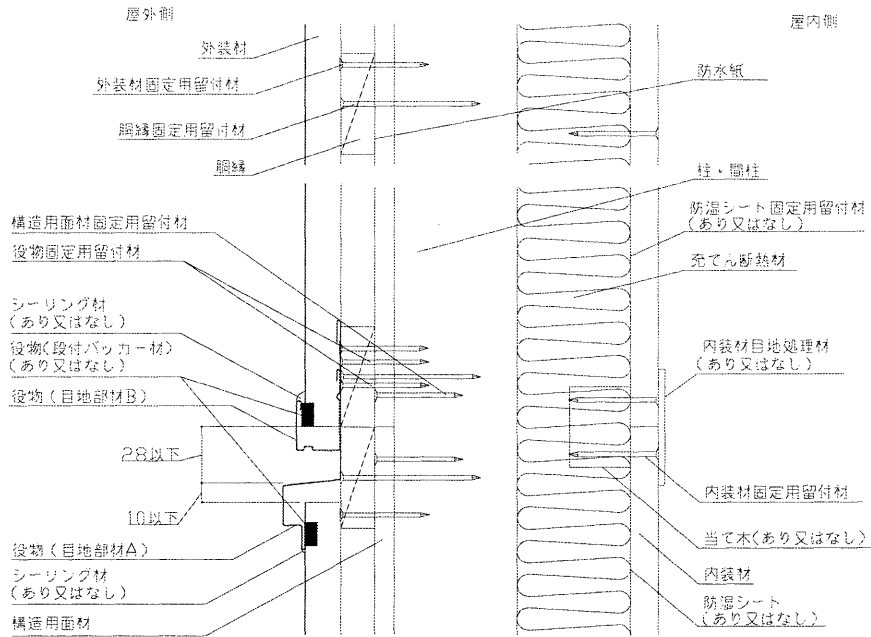 屋外側
屋内側
外装材
外装材固定用留付材
胴縁固定用留付材
胴縁
防水紙
柱・間柱
防湿シート固定用留付材
(あり又はなし)
充てん断熱材
構造用面材固定用留付材
役物固定用留付材
シーリング材
(あり又はなし)
役物(段付バッカー材)
(あり又はなし)
役物(目地部材B)
28以下
10以下
役物(目地部材A)
シーリング材
(あり又はなし)
構造用面材
内装材目地処理材
(あり又はなし)
内装材固定用留付材
当て木(あり又はなし)
内装材
防湿シート
(あり又はなし)